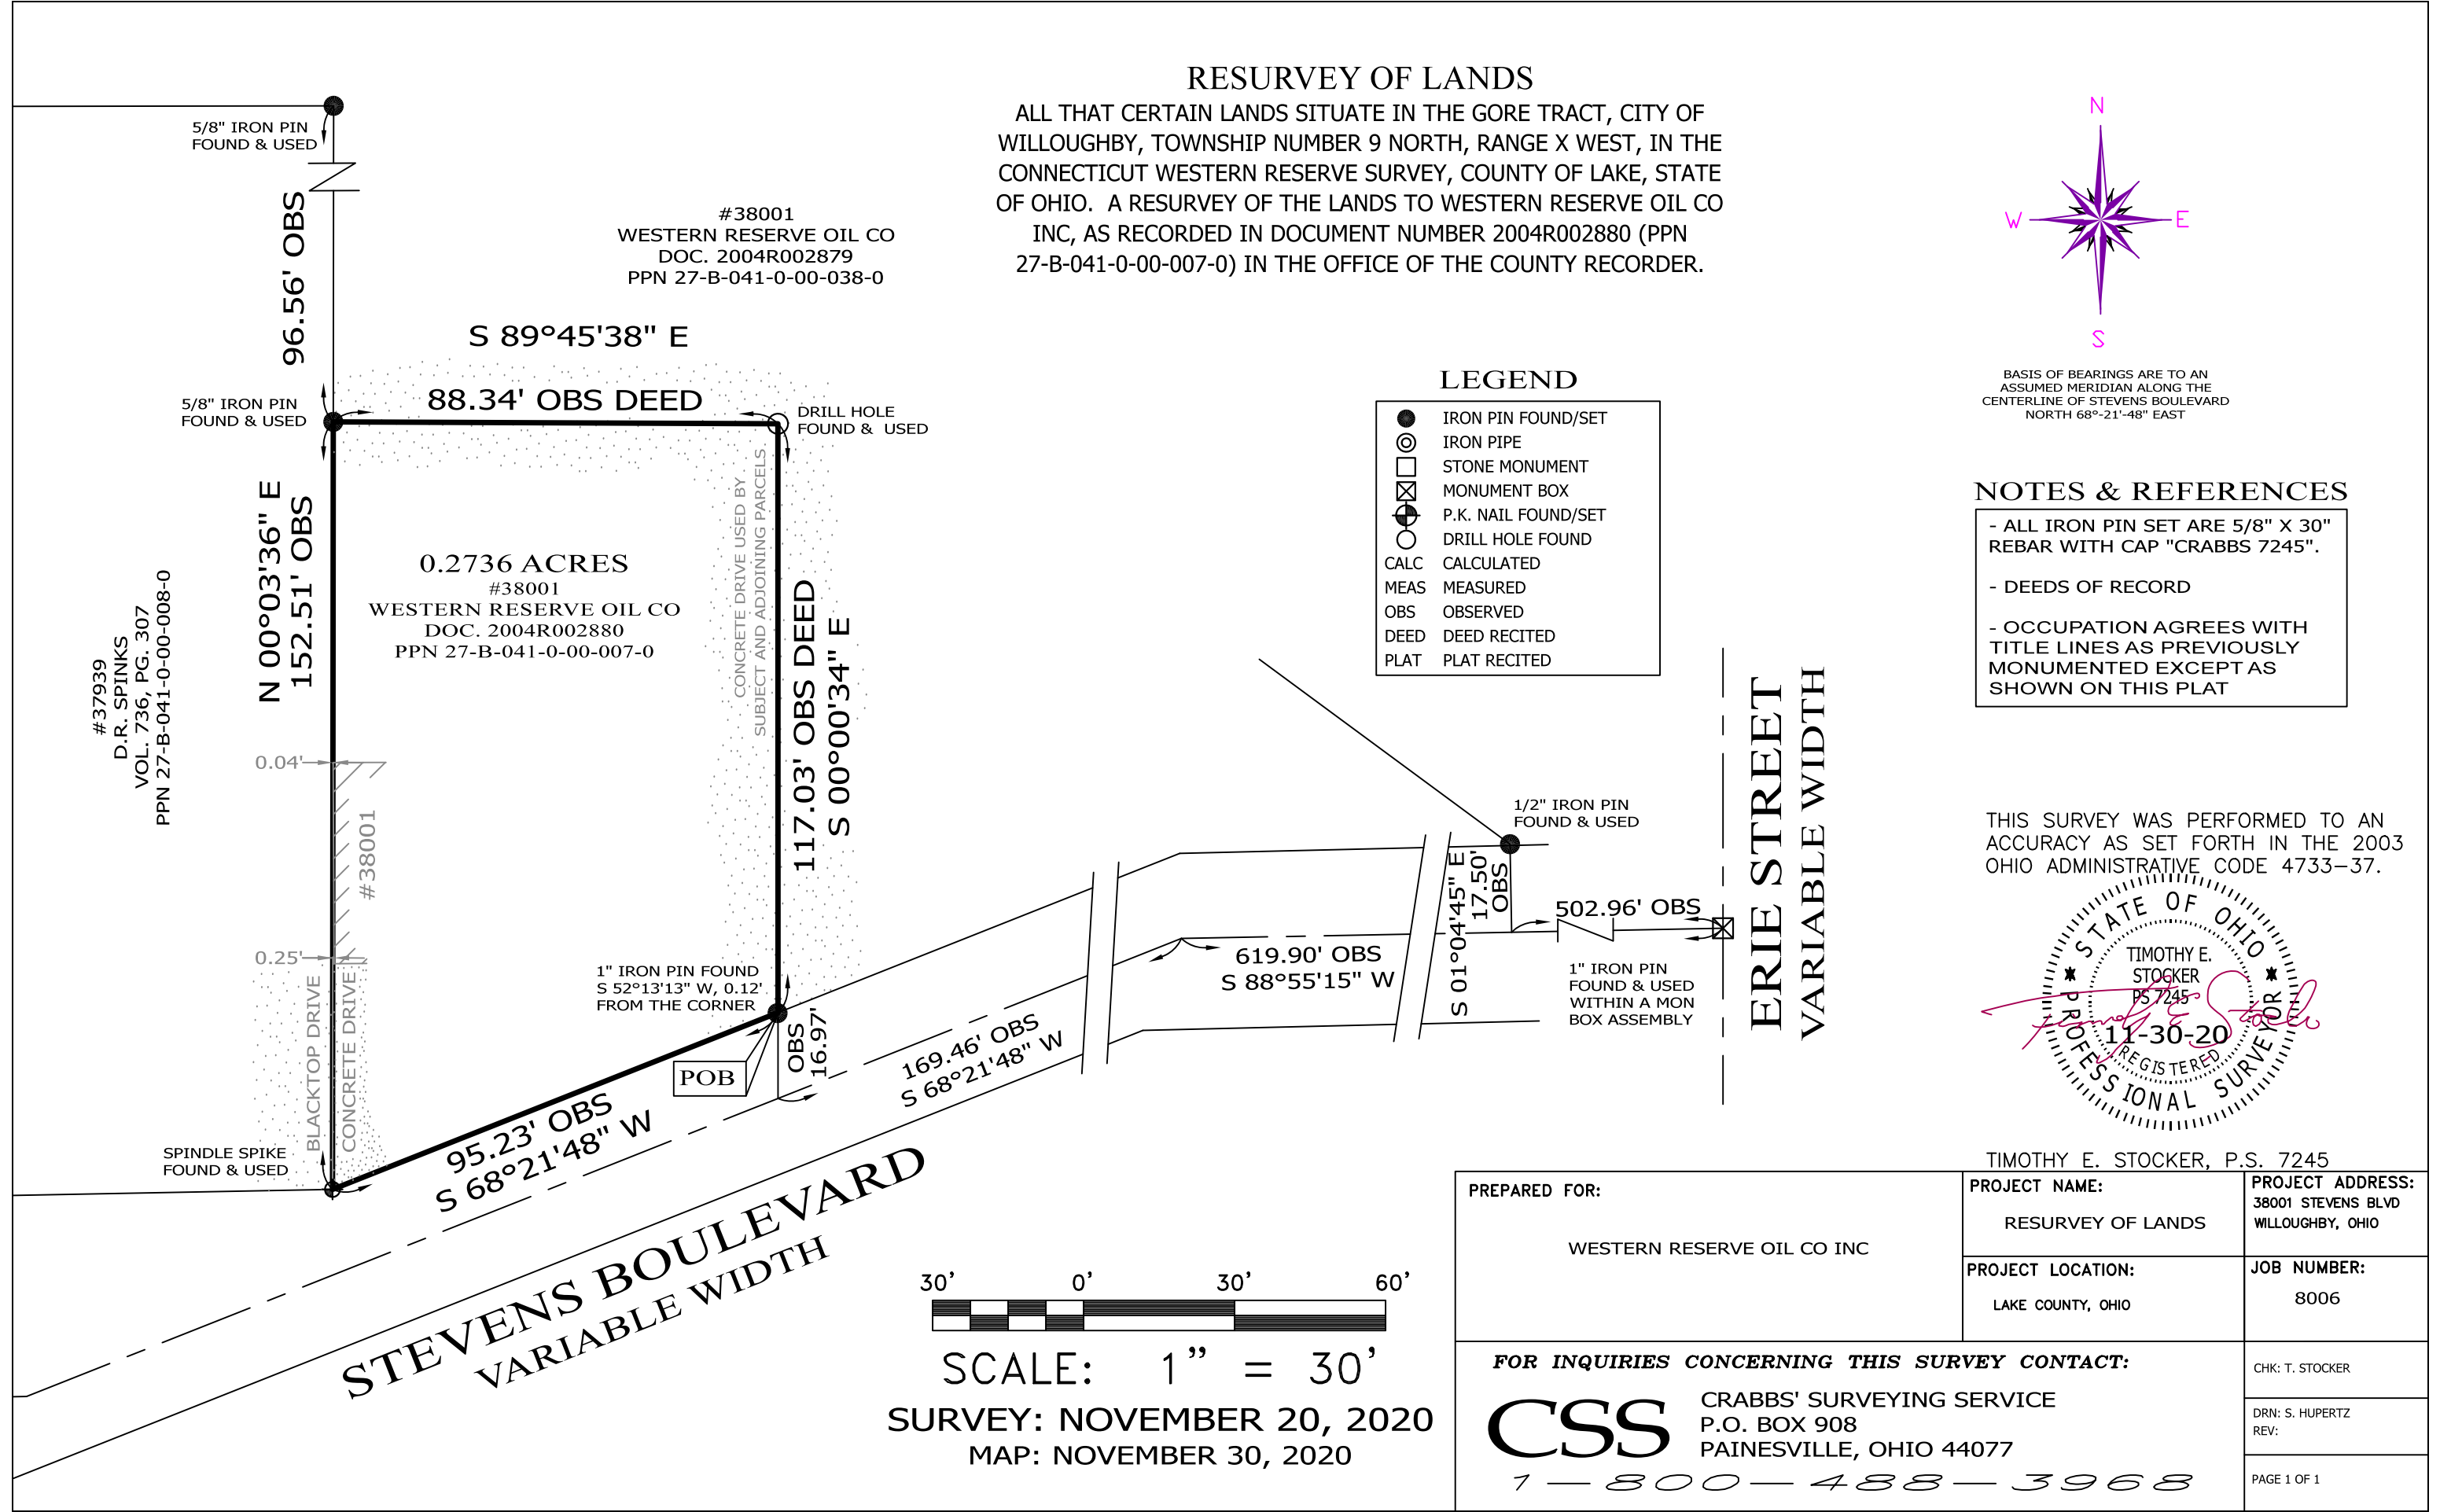 RESURVEY OF LANDS
ALL THAT CERTAIN LANDS SITUATE IN THE GORE TRACT, CITY OF
WILLOUGHBY, TOWNSHIP NUMBER 9 NORTH, RANGE X WEST, IN THE
CONNECTICUT WESTERN RESERVE SURVEY, COUNTY OF LAKE, STATE
OF OHIO. A RESURVEY OF THE LANDS TO WESTERN RESERVE OIL CO
INC, AS RECORDED IN DOCUMENT NUMBER 2004R002880 (PPN
27-B-041-0-00-007-0) IN THE OFFICE OF THE COUNTY RECORDER.
5/8" IRON PIN
FOUND & USED
96.56' OBS
#38001
WESTERN RESERVE OIL CO
DOC. 2004R002879
PPN 27-B-041-0-00-038-0
S 89°45'38" E
88.34' OBS DEED
5/8" IRON PIN
FOUND & USED
DRILL HOLE
FOUND & USED
N 00°03'36" E
152.51' OBS
0.2736 ACRES
#38001
WESTERN RESERVE OIL CO
DOC. 2004R002880
PPN 27-B-041-0-00-007-0
CONCRETE DRIVE USED BY
SUBJECT AND ADJOINING PARCELS
117.03' OBS DEED
S 00°00'34" E
#37939
D.R. SPINKS
VOL. 736, PG. 307
PPN 27-B-041-0-00-008-0
0.04'
#38001
0.25'
BLACKTOP DRIVE
CONCRETE DRIVE
1" IRON PIN FOUND
S 52°13'13" W, 0.12'
FROM THE CORNER
POB
OBS
16.97'
SPINDLE SPIKE
FOUND & USED
95.23' OBS
S 68°21'48" W
169.46' OBS
S 68°21'48" W
STEVENS BOULEVARD
VARIABLE WIDTH
619.90' OBS
S 88°55'15" W
S 01°04'45" E
17.50'
OBS
1/2" IRON PIN
FOUND & USED
502.96' OBS
1" IRON PIN
FOUND & USED
WITHIN A MON
BOX ASSEMBLY
ERIE STREET
VARIABLE WIDTH
LEGEND
IRON PIN FOUND/SET
IRON PIPE
STONE MONUMENT
MONUMENT BOX
P.K. NAIL FOUND/SET
DRILL HOLE FOUND
CALC CALCULATED
MEAS MEASURED
OBS OBSERVED
DEED DEED RECITED
PLAT PLAT RECITED
N
W
E
S
BASIS OF BEARINGS ARE TO AN
ASSUMED MERIDIAN ALONG THE
CENTERLINE OF STEVENS BOULEVARD
NORTH 68°-21'-48" EAST
NOTES & REFERENCES
- ALL IRON PIN SET ARE 5/8" X 30"
REBAR WITH CAP "CRABBS 7245".
- DEEDS OF RECORD
- OCCUPATION AGREES WITH
TITLE LINES AS PREVIOUSLY
MONUMENTED EXCEPT AS
SHOWN ON THIS PLAT
THIS SURVEY WAS PERFORMED TO AN
ACCURACY AS SET FORTH IN THE 2003
OHIO ADMINISTRATIVE CODE 4733-37.
STATE OF OHIO
TIMOTHY E.
STOCKER
PS 7245
11-30-20
REGISTERED
PROFESSIONAL SURVEYOR
TIMOTHY E. STOCKER, P.S. 7245
30' 0' 30' 60'
SCALE: 1" = 30'
SURVEY: NOVEMBER 20, 2020
MAP: NOVEMBER 30, 2020
PREPARED FOR:
WESTERN RESERVE OIL CO INC
PROJECT NAME:
RESURVEY OF LANDS
PROJECT ADDRESS:
38001 STEVENS BLVD
WILLOUGHBY, OHIO
PROJECT LOCATION:
LAKE COUNTY, OHIO
JOB NUMBER:
8006
FOR INQUIRIES CONCERNING THIS SURVEY CONTACT:
CSS
CRABBS' SURVEYING SERVICE
P.O. BOX 908
PAINESVILLE, OHIO 44077
1-800-488-3968
CHK: T. STOCKER
DRN: S. HUPERTZ
REV:
PAGE 1 OF 1